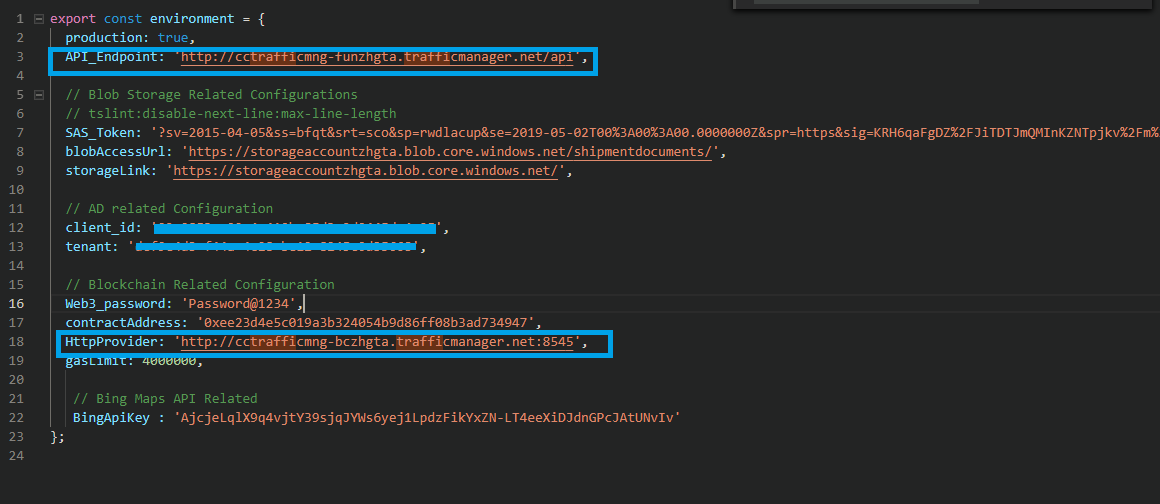 1 export const environment = {
2 production: true,
3 API_Endpoint: 'http://cctrafficmng-funzhgta.trafficmanager.net/api',
4
5 // Blob Storage Related Configurations
6 // tslint:disable-next-line:max-line-length
7 SAS_Token: '?sv=2015-04-05&ss=bfqt&srt=sco&sp=rwdlacup&se=2019-05-02T00%3A00%3A00.0000000Z&spr=https&sig=KRH6qaFgDZ%2FJiTDTJmQMInKZNTpjkv%2Fm%
8 blobAccessUrl: 'https://storageaccountzhgta.blob.core.windows.net/shipmentdocuments/',
9 storageLink: 'https://storageaccountzhgta.blob.core.windows.net/',
10
11 // AD related Configuration
12 client_id: ' ',
13 tenant: ' ',
14
15 // Blockchain Related Configuration
16 Web3_password: 'Password@1234',
17 contractAddress: '0xee23d4e5c019a3b324054b9d86ff08b3ad734947',
18 HttpProvider: 'http://cctrafficmng-bczhgta.trafficmanager.net:8545',
19 gasLimit: 4000000,
20
21 // Bing Maps API Related
22 BingApiKey : 'AjcjeLqlX9q4vjtY39sjqJYWs6yej1LpdzFikYxZN-LT4eeXiDJdnGPcJAtUNvIv'
23 };
24